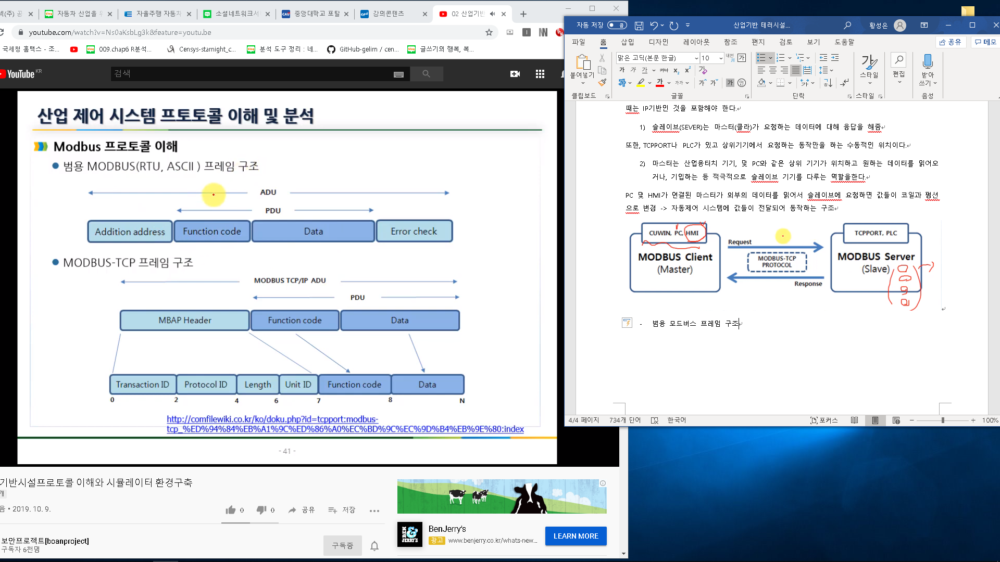 렉(주) 공
자동차 산업을 위
자율주행 자동차
소셜네트워크서
중앙대학교 포탈
강의콘텐츠
02 산업기반
youtube.com/watch?v=Ns0aKsbLg3k&feature=youtu.be
국세청 홈택스 - 조...
009.chap6 R분석...
Censys-starnight_c...
분석 도구 정리 : 네...
GitHub-gelim / cen...
글쓰기의 행복, 복...
YouTube KR
검색
산업 제어 시스템 프토토콜 이해 및 분석
Modbus 프로토콜 이해
범용 MODBUS(RTU, ASCII ) 프레임 구조
ADU
PDU
Addition address
Function code
Data
Error check
MODBUS-TCP 프레임 구조
MODBUS TCP/IP ADU
PDU
MBAP Header
Function code
Data
Transaction ID
Protocol ID
Length
Unit ID
Function code
Data
0 2 4 6 7 8 N
http://comfilewiki.co.kr/ko/doku.php?id=tcpport:modbus-
tcp_%ED%94%84%EB%A1%9C%ED%86%A0%EC%BD%9C%EC%9D%B4%EB%9E%80:index
- 41 -
기반시설프로토콜 이해와 시뮬레이터 환경구축
개
음 • 2019. 10. 9.
0
0
공유
저장
보안프로젝트[boanproject]
구독자 6천명
구독중
BEN & JERRY'S
BenJerry's
광고 www.benjerry.co.kr/whats-new...
LEARN MORE
자동 저장
끔
산업기반 테러시설...
황성은
파일 홈 삽입 디자인 레이아웃 참조 편지 검토 보기 도움말
공유
메모
붙여넣기
맑은 고딕(본문 한글)
10
스타일
편집
받아
쓰기
클립보드
글꼴
단락
스타일
음성
때는 IP기반인 것을 포함해야 한다.
1) 슬레이브(SEVER)는 마스터(클라)가 요청하는 데이터에 대해 응답을 해줌
또한, TCPPORT나 PLC가 있고 상위기기에서 요청하는 동작만을 하는 수동적인 위치이다.
2) 마스터는 산업용터치 기기, 및 PC와 같은 상위 기기가 위치하고 원하는 데이터를 읽어오
거나, 기입하는 등 적극적으로 슬레이브 기기를 다루는 역할을한다.
PC 및 HMI가 연결된 마스터가 외부의 데이터를 읽어서 슬레이브에 요청하면 값들이 코일과 펑션
으로 변경 -> 자동제어 시스템에 값들이 전달되어 동작하는 구조
CUWIN, PC, HMI
MODBUS Client
(Master)
Request
MODBUS-TCP
PROTOCOL
Response
TCPPORT, PLC
MODBUS Server
(Slave)
- 범용 모드버스 프레임 구조
4/4 페이지
734개 단어
한국어
포커스
100%